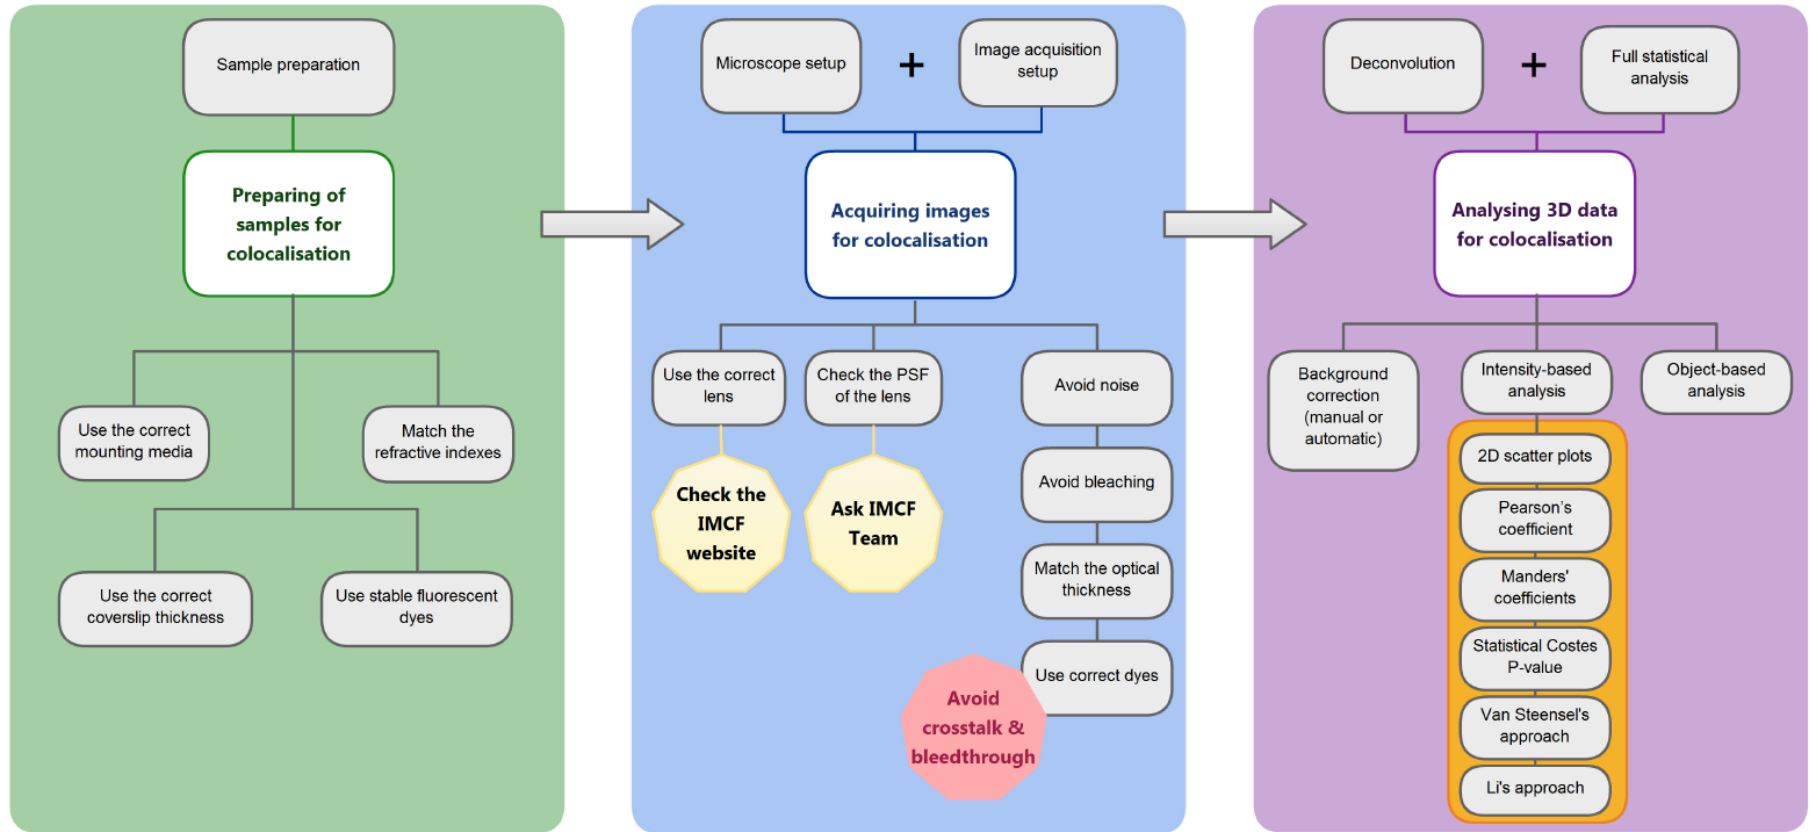 Sample preparation
Preparing of
samples for
colocalisation
Use the correct
mounting media
Match the
refractive indexes
Use the correct
coverslip thickness
Use stable fluorescent
dyes
Microscope setup
+
Image acquisition
setup
Acquiring images
for colocalisation
Use the correct
lens
Check the PSF
of the lens
Avoid noise
Check the
IMCF
website
Ask IMCF
Team
Avoid bleaching
Match the optical
thickness
Use correct dyes
Avoid
crosstalk &
bleedthrough
Deconvolution
+
Full statistical
analysis
Analysing 3D data
for colocalisation
Background
correction
(manual or
automatic)
Intensity-based
analysis
Object-based
analysis
2D scatter plots
Pearson's
coefficient
Manders'
coefficients
Statistical Costes
P-value
Van Steensel's
approach
Li's approach